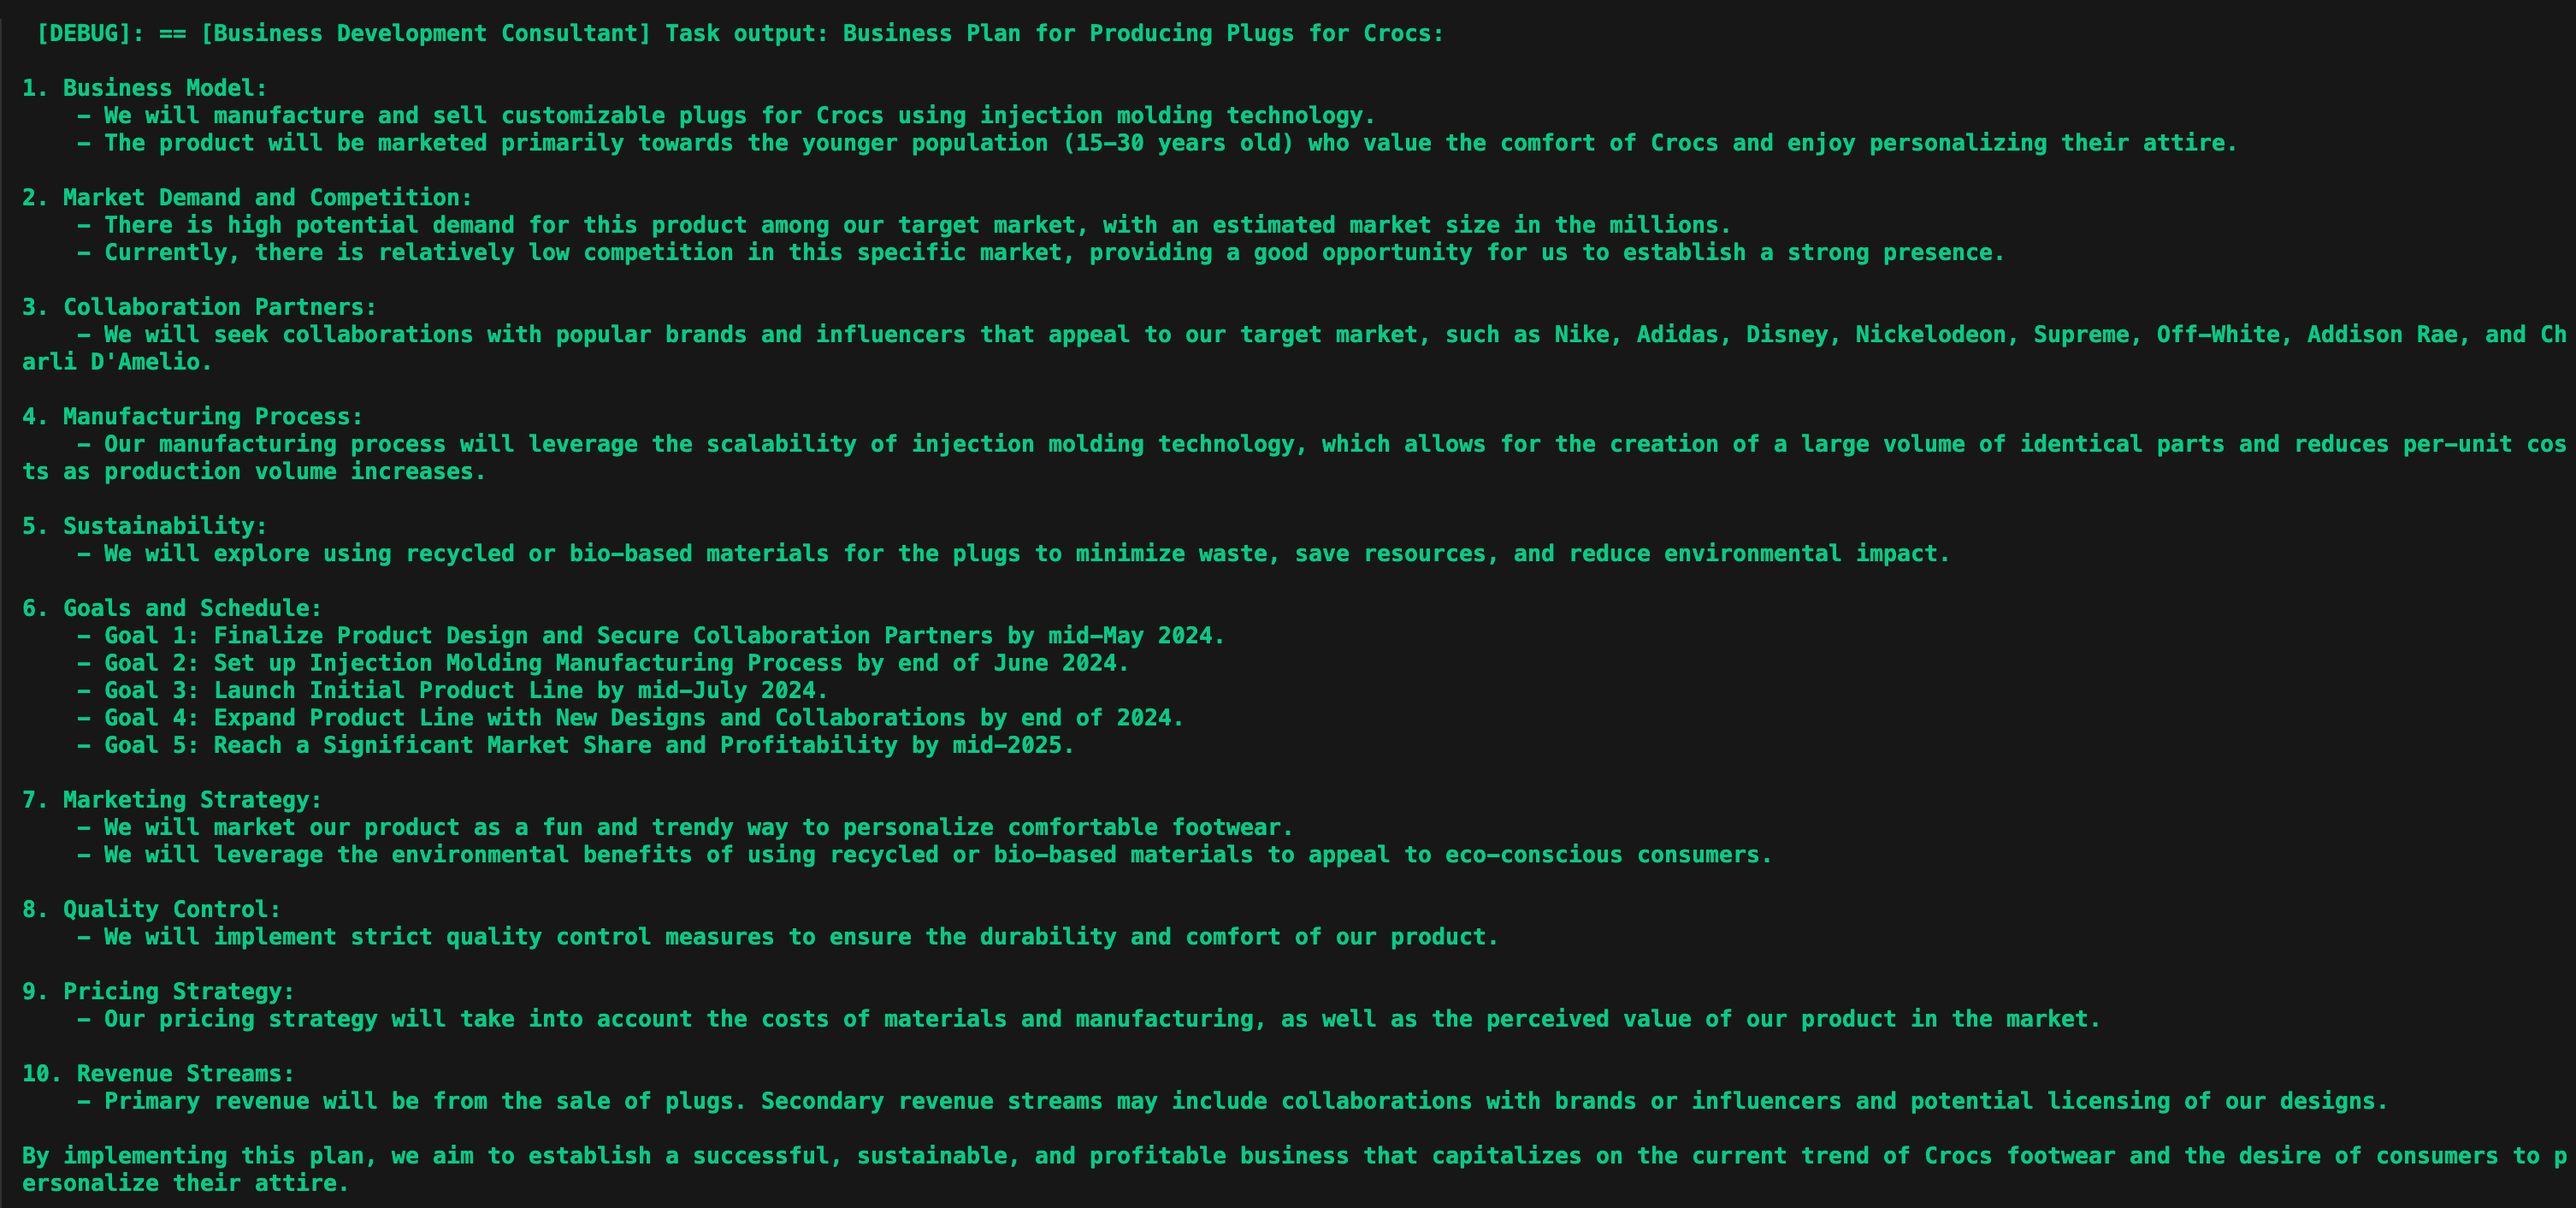 [DEBUG]: == [Business Development Consultant] Task output: Business Plan for Producing Plugs for Crocs:
1. Business Model:
– We will manufacture and sell customizable plugs for Crocs using injection molding technology.
– The product will be marketed primarily towards the younger population (15–30 years old) who value the comfort of Crocs and enjoy personalizing their attire.
2. Market Demand and Competition:
– There is high potential demand for this product among our target market, with an estimated market size in the millions.
– Currently, there is relatively low competition in this specific market, providing a good opportunity for us to establish a strong presence.
3. Collaboration Partners:
– We will seek collaborations with popular brands and influencers that appeal to our target market, such as Nike, Adidas, Disney, Nickelodeon, Supreme, Off–White, Addison Rae, and Ch
arli D'Amelio.
4. Manufacturing Process:
– Our manufacturing process will leverage the scalability of injection molding technology, which allows for the creation of a large volume of identical parts and reduces per–unit cos
ts as production volume increases.
5. Sustainability:
– We will explore using recycled or bio–based materials for the plugs to minimize waste, save resources, and reduce environmental impact.
6. Goals and Schedule:
– Goal 1: Finalize Product Design and Secure Collaboration Partners by mid–May 2024.
– Goal 2: Set up Injection Molding Manufacturing Process by end of June 2024.
– Goal 3: Launch Initial Product Line by mid–July 2024.
– Goal 4: Expand Product Line with New Designs and Collaborations by end of 2024.
– Goal 5: Reach a Significant Market Share and Profitability by mid–2025.
7. Marketing Strategy:
– We will market our product as a fun and trendy way to personalize comfortable footwear.
– We will leverage the environmental benefits of using recycled or bio–based materials to appeal to eco–conscious consumers.
8. Quality Control:
– We will implement strict quality control measures to ensure the durability and comfort of our product.
9. Pricing Strategy:
– Our pricing strategy will take into account the costs of materials and manufacturing, as well as the perceived value of our product in the market.
10. Revenue Streams:
– Primary revenue will be from the sale of plugs. Secondary revenue streams may include collaborations with brands or influencers and potential licensing of our designs.
By implementing this plan, we aim to establish a successful, sustainable, and profitable business that capitalizes on the current trend of Crocs footwear and the desire of consumers to p
ersonalize their attire.